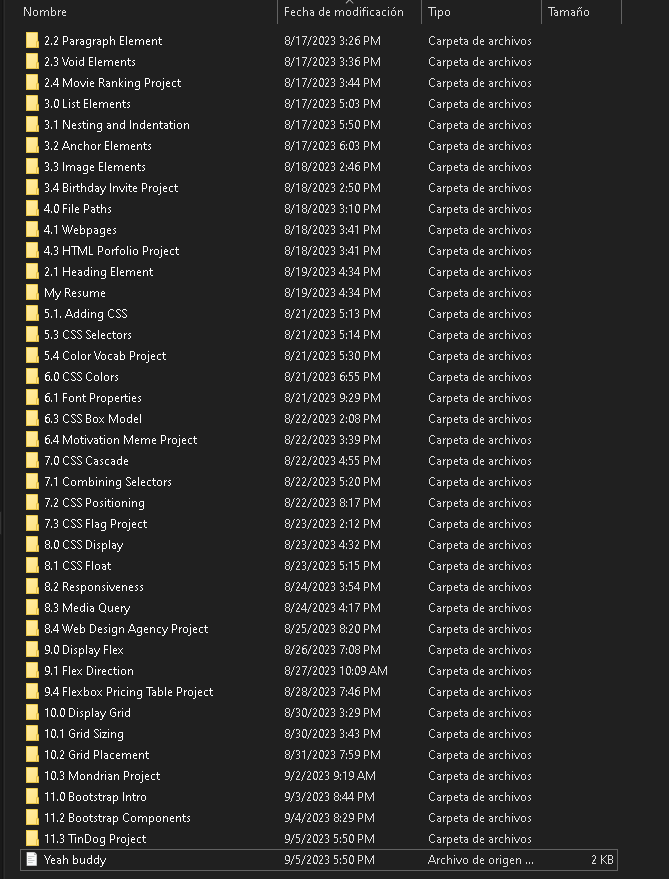 Nombre Fecha de modificación Tipo Tamaño
2.2 Paragraph Element 8/17/2023 3:26 PM Carpeta de archivos
2.3 Void Elements 8/17/2023 3:36 PM Carpeta de archivos
2.4 Movie Ranking Project 8/17/2023 3:44 PM Carpeta de archivos
3.0 List Elements 8/17/2023 5:03 PM Carpeta de archivos
3.1 Nesting and Indentation 8/17/2023 5:50 PM Carpeta de archivos
3.2 Anchor Elements 8/17/2023 6:03 PM Carpeta de archivos
3.3 Image Elements 8/18/2023 2:46 PM Carpeta de archivos
3.4 Birthday Invite Project 8/18/2023 2:50 PM Carpeta de archivos
4.0 File Paths 8/18/2023 3:10 PM Carpeta de archivos
4.1 Webpages 8/18/2023 3:41 PM Carpeta de archivos
4.3 HTML Porfolio Project 8/18/2023 3:41 PM Carpeta de archivos
2.1 Heading Element 8/19/2023 4:34 PM Carpeta de archivos
My Resume 8/19/2023 4:34 PM Carpeta de archivos
5.1. Adding CSS 8/21/2023 5:13 PM Carpeta de archivos
5.3 CSS Selectors 8/21/2023 5:14 PM Carpeta de archivos
5.4 Color Vocab Project 8/21/2023 5:30 PM Carpeta de archivos
6.0 CSS Colors 8/21/2023 6:55 PM Carpeta de archivos
6.1 Font Properties 8/21/2023 9:29 PM Carpeta de archivos
6.3 CSS Box Model 8/22/2023 2:08 PM Carpeta de archivos
6.4 Motivation Meme Project 8/22/2023 3:39 PM Carpeta de archivos
7.0 CSS Cascade 8/22/2023 4:55 PM Carpeta de archivos
7.1 Combining Selectors 8/22/2023 5:20 PM Carpeta de archivos
7.2 CSS Positioning 8/22/2023 8:17 PM Carpeta de archivos
7.3 CSS Flag Project 8/23/2023 2:12 PM Carpeta de archivos
8.0 CSS Display 8/23/2023 4:32 PM Carpeta de archivos
8.1 CSS Float 8/23/2023 5:15 PM Carpeta de archivos
8.2 Responsiveness 8/24/2023 3:54 PM Carpeta de archivos
8.3 Media Query 8/24/2023 4:17 PM Carpeta de archivos
8.4 Web Design Agency Project 8/25/2023 8:20 PM Carpeta de archivos
9.0 Display Flex 8/26/2023 7:08 PM Carpeta de archivos
9.1 Flex Direction 8/27/2023 10:09 AM Carpeta de archivos
9.4 Flexbox Pricing Table Project 8/28/2023 7:46 PM Carpeta de archivos
10.0 Display Grid 8/30/2023 3:29 PM Carpeta de archivos
10.1 Grid Sizing 8/30/2023 3:43 PM Carpeta de archivos
10.2 Grid Placement 8/31/2023 7:59 PM Carpeta de archivos
10.3 Mondrian Project 9/2/2023 9:19 AM Carpeta de archivos
11.0 Bootstrap Intro 9/3/2023 8:44 PM Carpeta de archivos
11.2 Bootstrap Components 9/4/2023 8:29 PM Carpeta de archivos
11.3 TinDog Project 9/5/2023 5:50 PM Carpeta de archivos
Yeah buddy 9/5/2023 5:50 PM Archivo de origen ... 2 KB